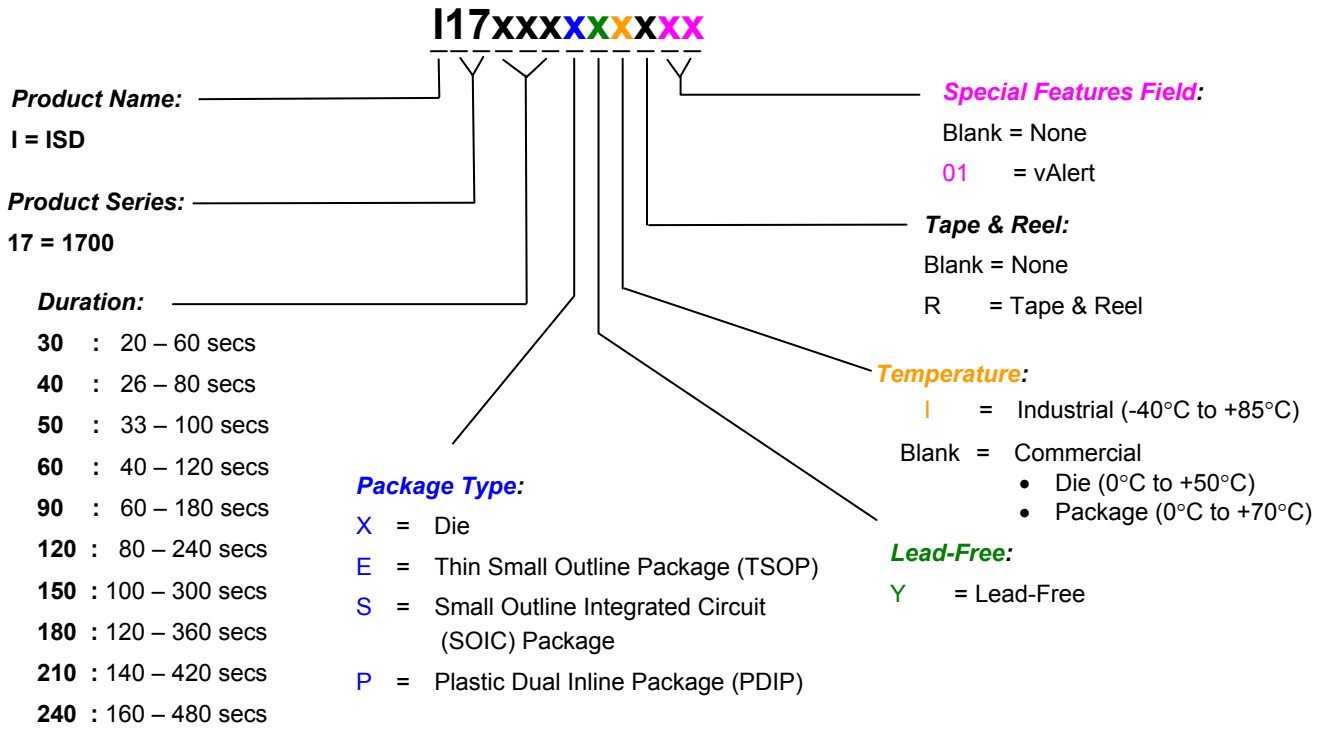 I17xxxxxxxxx
Product Name:
I = ISD
Product Series:
17 = 1700
Duration:
30 : 20 – 60 secs
40 : 26 – 80 secs
50 : 33 – 100 secs
60 : 40 – 120 secs
90 : 60 – 180 secs
120 : 80 – 240 secs
150 : 100 – 300 secs
180 : 120 – 360 secs
210 : 140 – 420 secs
240 : 160 – 480 secs
Package Type:
X = Die
E = Thin Small Outline Package (TSOP)
S = Small Outline Integrated Circuit
(SOIC) Package
P = Plastic Dual Inline Package (PDIP)
Special Features Field:
Blank = None
01 = vAlert
Tape & Reel:
Blank = None
R = Tape & Reel
Temperature:
I = Industrial (-40°C to +85°C)
Blank = Commercial
• Die (0°C to +50°C)
• Package (0°C to +70°C)
Lead-Free:
Y = Lead-Free